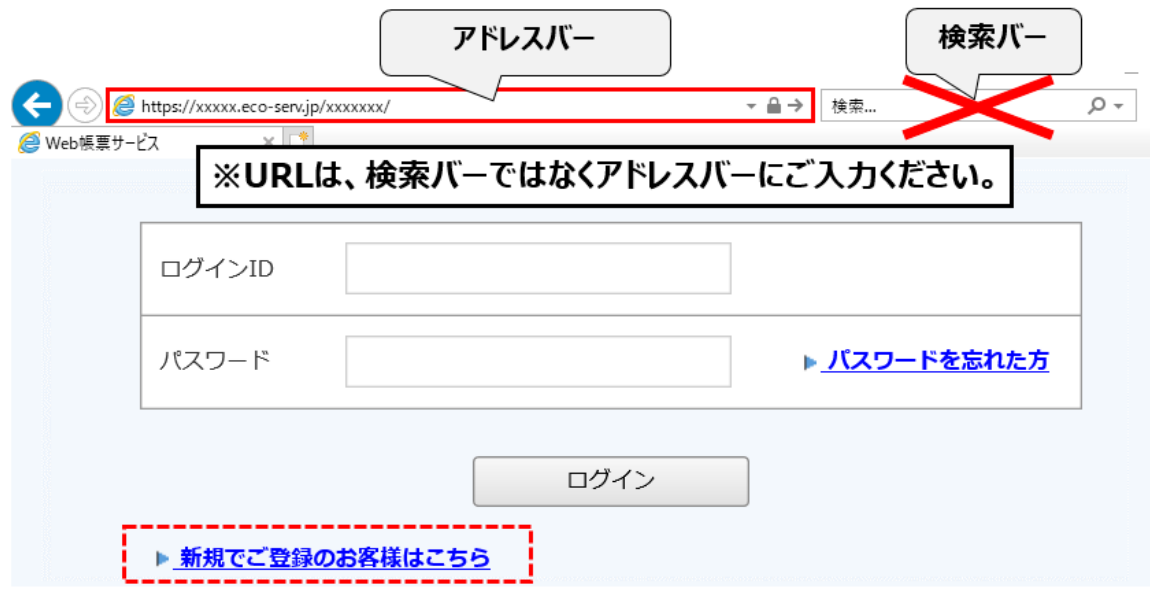 アドレスバー
検索バー
https://xxxxx.eco-serv.jp/xxxxxxx/
検索...
Web帳票サービス
※URLは、検索バーではなくアドレスバーにご入力ください。
ログインID
パスワード
パスワードを忘れた方
ログイン
新規でご登録のお客様はこちら